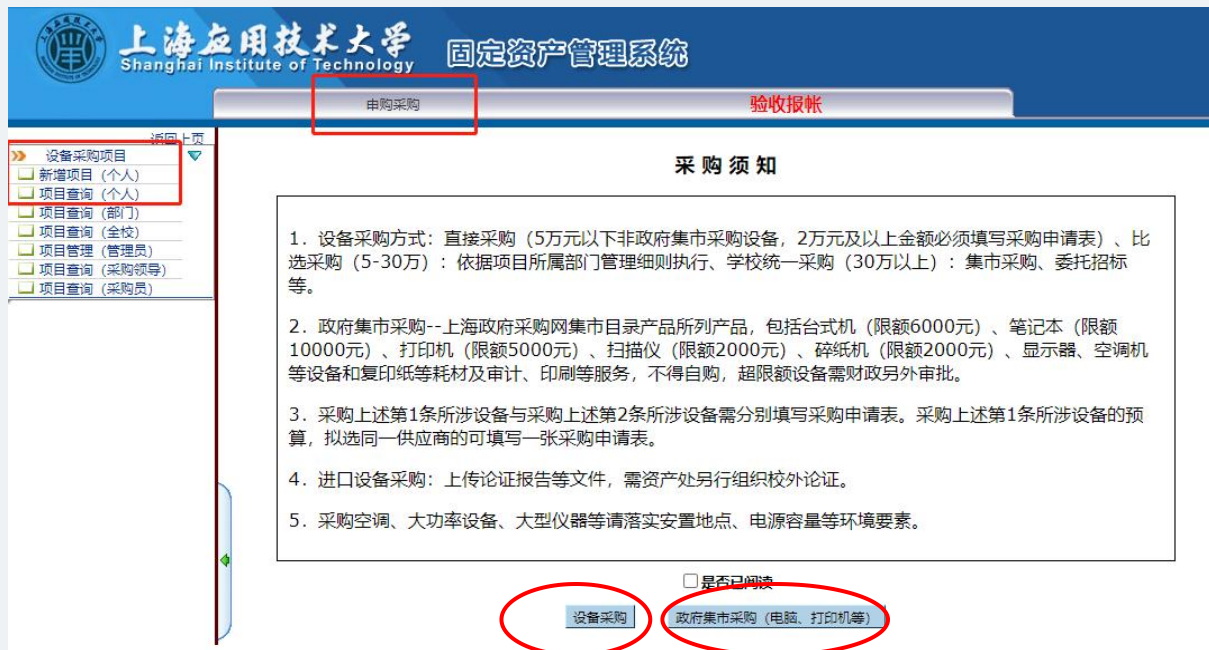 上海应用技术大学
Shanghai Institute of Technology
固定资产管理系统
申购采购
验收报帐
返回上页
设备采购项目
新增项目（个人）
项目查询（个人）
项目查询（部门）
项目查询（全校）
项目管理（管理员）
项目查询（采购领导）
项目查询（采购员）
采购须知
1．设备采购方式：直接采购（5万元以下非政府集市采购设备，2万元及以上金额必须填写采购申请表）、比
选采购（5-30万）：依据项目所属部门管理细则执行、学校统一采购（30万以上）：集市采购、委托招标
等。
2．政府集市采购--上海政府采购网集市目录产品所列产品，包括台式机（限额6000元）、笔记本（限额
10000元）、打印机（限额5000元）、扫描仪（限额2000元）、碎纸机（限额2000元）、显示器、空调机
等设备和复印纸等耗材及审计、印刷等服务，不得自购，超限额设备需财政另外审批。
3．采购上述第1条所涉设备与采购上述第2条所涉设备需分别填写采购申请表。采购上述第1条所涉设备的预
算，拟选同一供应商的可填写一张采购申请表。
4．进口设备采购：上传论证报告等文件，需资产处另行组织校外论证。
5．采购空调、大功率设备、大型仪器等请落实安置地点、电源容量等环境要素。
是否已阅读
设备采购
政府集市采购（电脑、打印机等）